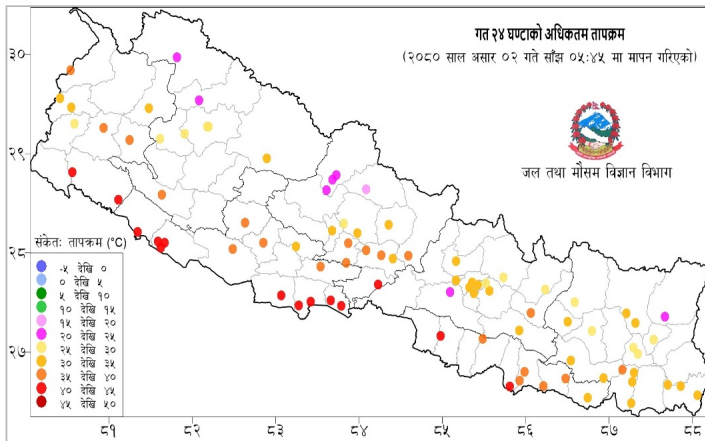 गत २४ घण्टाको अधिकतम तापक्रम
(२०८० साल असार ०२ गते साँझ ०५:४५ मा मापन गरिएको)
जल तथा मौसम विज्ञान विभाग
३०
२९
२८
२७
संकेत: तापक्रम (°C)
-५ देखि ०
० देखि ५
५ देखि १०
१० देखि १५
१५ देखि २०
२० देखि २५
२५ देखि ३०
३० देखि ३५
३५ देखि ४०
४० देखि ४५
४५ देखि ५०
८१ ८२ ८३ ८४ ८५ ८६ ८७ ८८